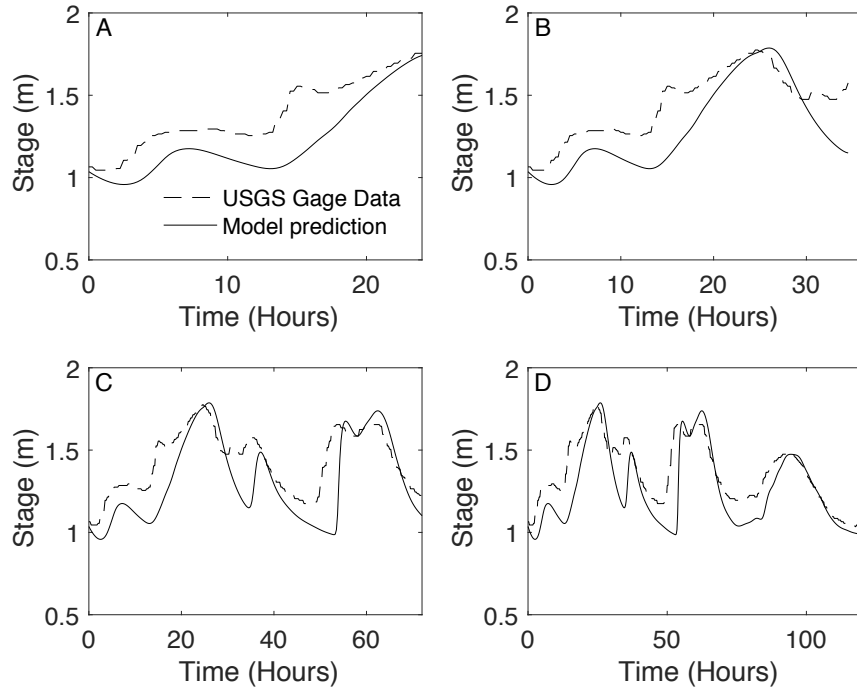 A
2
1.5
1
0.5
Stage (m)
USGS Gage Data
Model prediction
0
10
20
Time (Hours)
B
2
1.5
1
0.5
Stage (m)
0
10
20
30
Time (Hours)
C
2
1.5
1
0.5
Stage (m)
0
20
40
60
Time (Hours)
D
2
1.5
1
0.5
Stage (m)
0
50
100
Time (Hours)